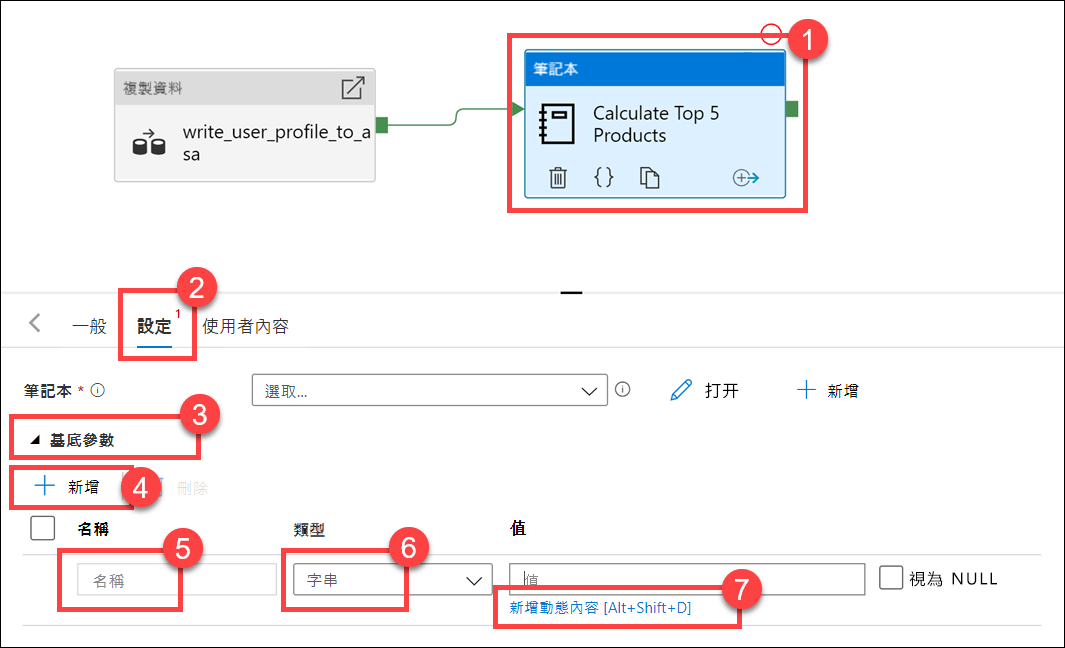 1
複製資料
筆記本
write_user_profile_to_a
sa
Calculate Top 5
Products
2
一般
設定 1
使用者內容
筆記本 *
選取...
打开
新增
3
基底參數
新增
4
刪除
名稱
類型
值
5
6
名稱
字串
值
視為 NULL
7
新增動態內容 [Alt+Shift+D]